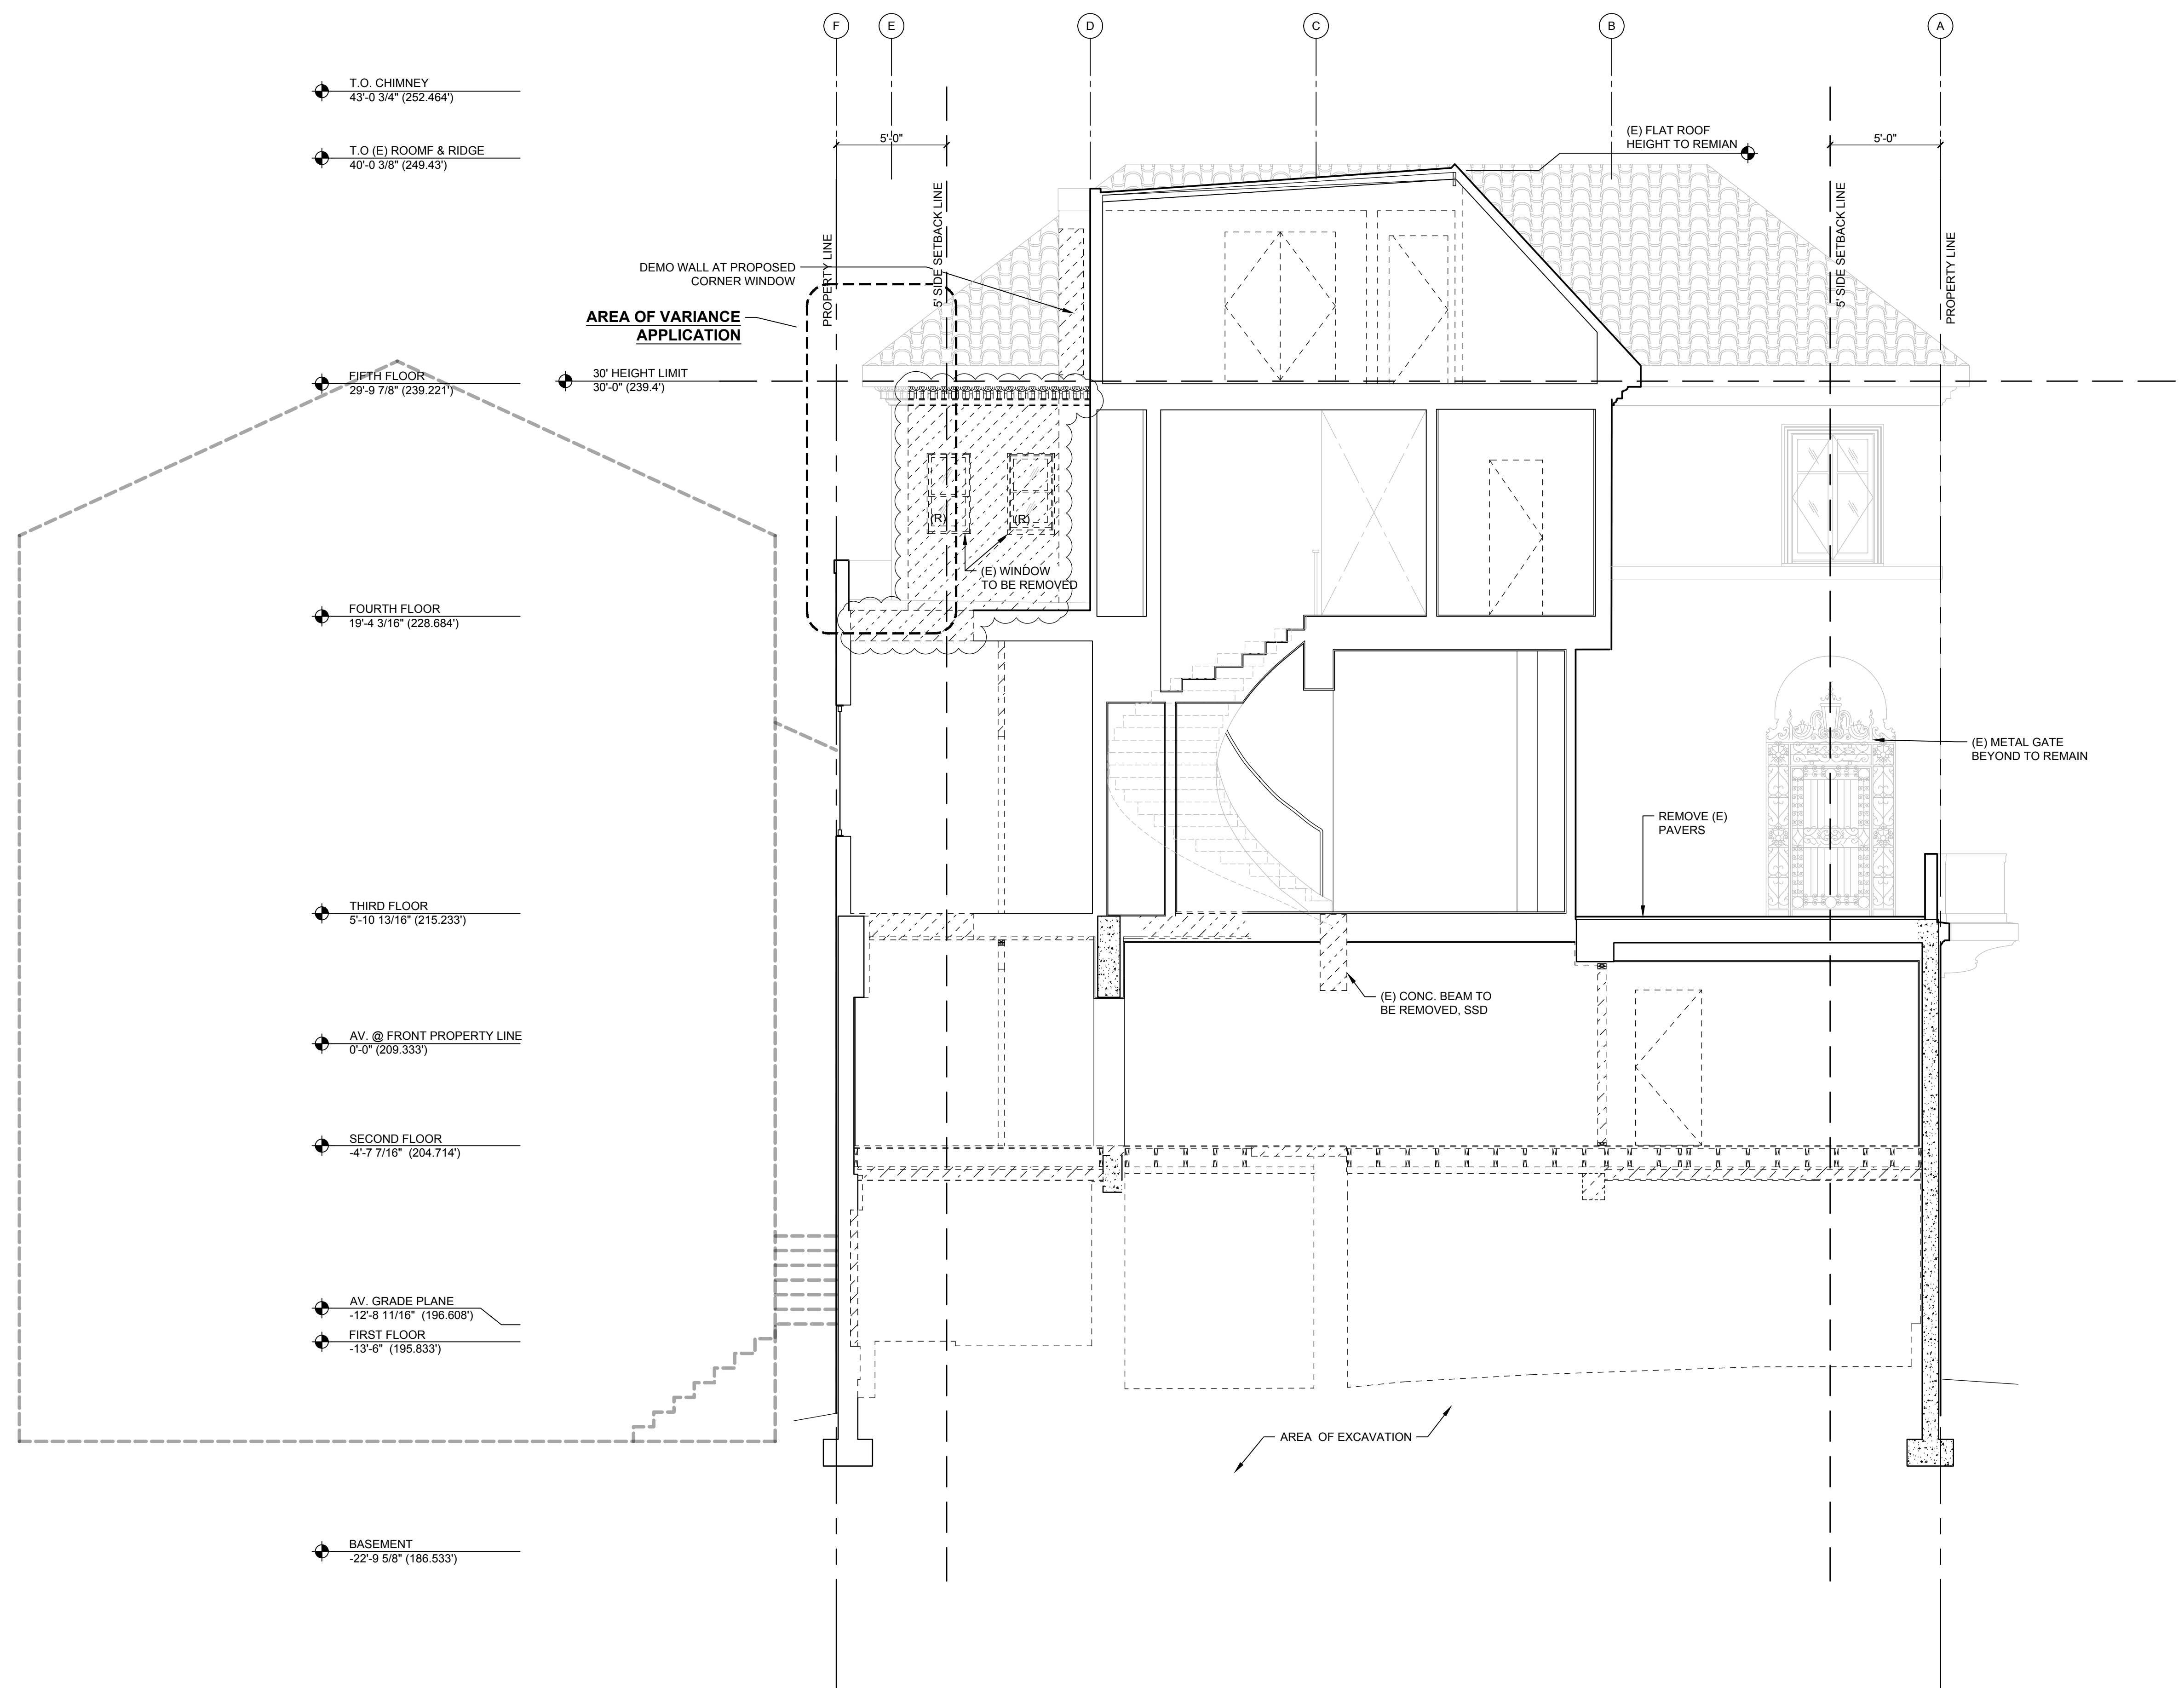 F
E
D
C
B
A
T.O. CHIMNEY
43'-0 3/4" (252.464')
T.O (E) ROOMF & RIDGE
40'-0 3/8" (249.43')
5'-0"
(E) FLAT ROOF
HEIGHT TO REMIAN
5'-0"
PROPERTY LINE
5' SIDE SETBACK LINE
5' SIDE SETBACK LINE
PROPERTY LINE
DEMO WALL AT PROPOSED
CORNER WINDOW
AREA OF VARIANCE
APPLICATION
FIFTH FLOOR
29'-9 7/8" (239.221')
30' HEIGHT LIMIT
30'-0" (239.4')
(R)
(R)
(E) WINDOW
TO BE REMOVED
FOURTH FLOOR
19'-4 3/16" (228.684')
(E) METAL GATE
BEYOND TO REMAIN
REMOVE (E)
PAVERS
THIRD FLOOR
5'-10 13/16" (215.233')
(E) CONC. BEAM TO
BE REMOVED, SSD
AV. @ FRONT PROPERTY LINE
0'-0" (209.333')
SECOND FLOOR
-4'-7 7/16" (204.714')
AV. GRADE PLANE
-12'-8 11/16" (196.608')
FIRST FLOOR
-13'-6" (195.833')
AREA OF EXCAVATION
BASEMENT
-22'-9 5/8" (186.533')